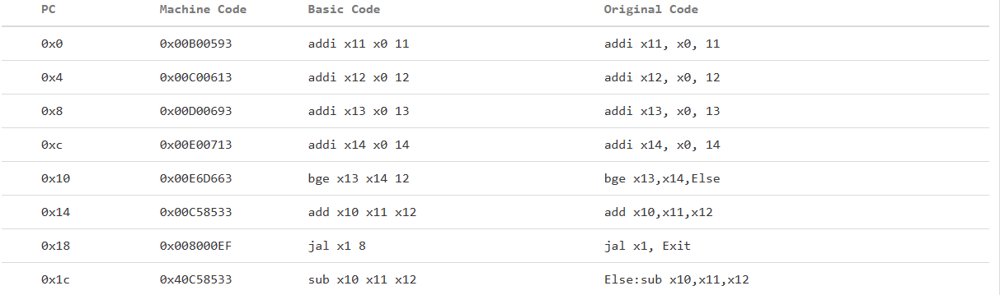 PC Machine Code Basic Code Original Code
0x0 0x00B00593 addi x11 x0 11 addi x11, x0, 11
0x4 0x00C00613 addi x12 x0 12 addi x12, x0, 12
0x8 0x00D00693 addi x13 x0 13 addi x13, x0, 13
0xc 0x00E00713 addi x14 x0 14 addi x14, x0, 14
0x10 0x00E6D663 bge x13 x14 12 bge x13,x14,Else
0x14 0x00C58533 add x10 x11 x12 add x10,x11,x12
0x18 0x008000EF jal x1 8 jal x1, Exit
0x1c 0x40C58533 sub x10 x11 x12 Else:sub x10,x11,x12